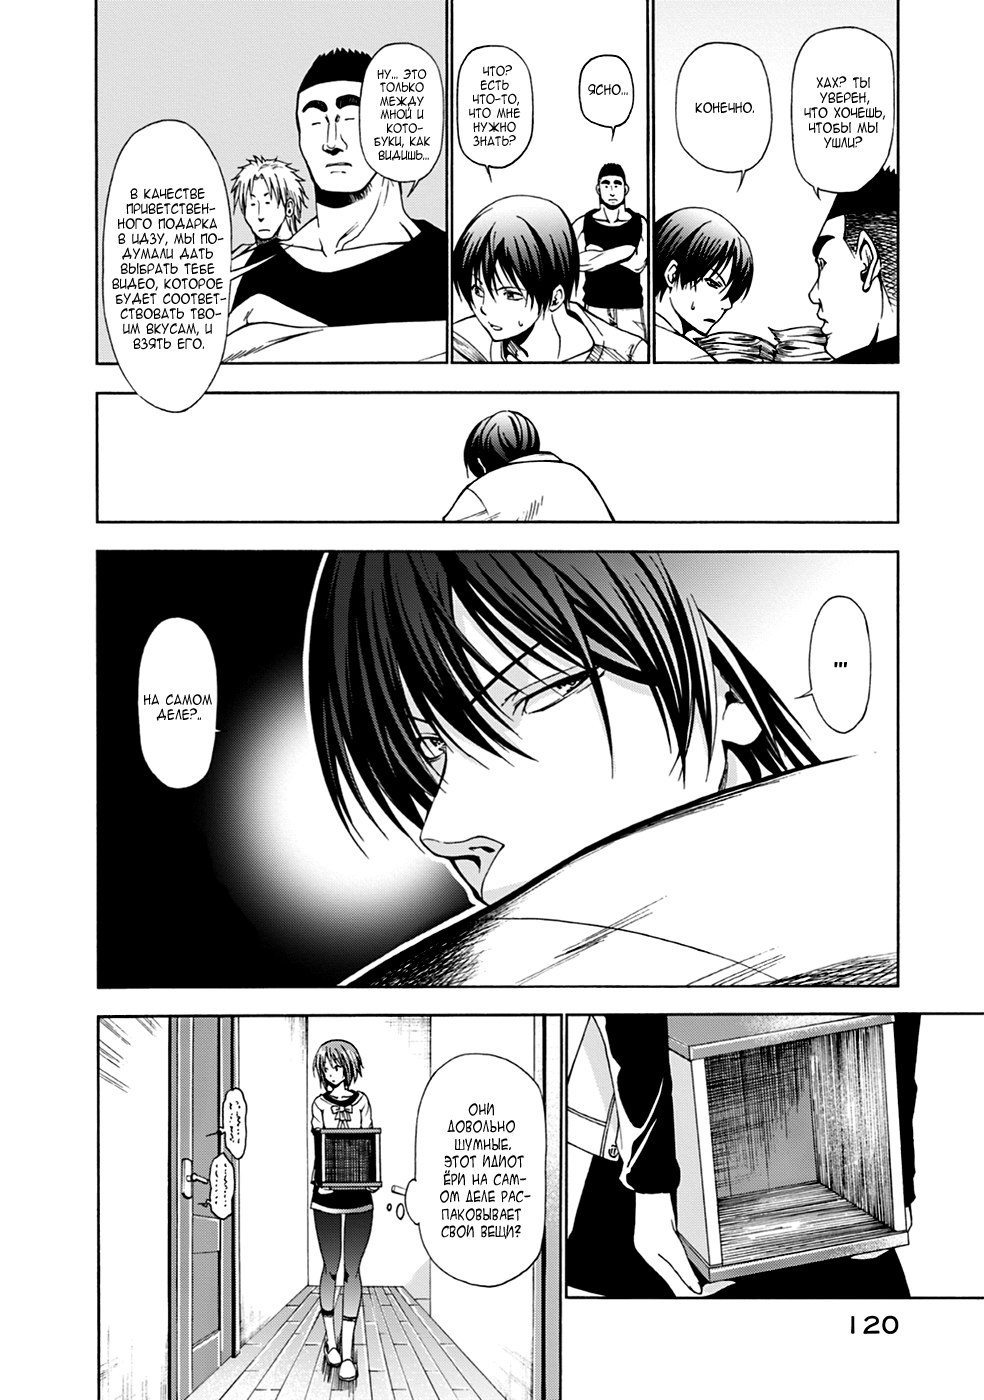 ХАХ? ТЫ
УВЕРЕН,
ЧТО ХОЧЕШЬ,
ЧТОБЫ МЫ
УШЛИ?
КОНЕЧНО.
ЯСНО...
ЧТО?
ЕСТЬ
ЧТО-ТО,
ЧТО МНЕ
НУЖНО
ЗНАТЬ?
НУ... ЭТО
ТОЛЬКО
МЕЖДУ
МНОЙ И
КОТО-
БУКИ, КАК
ВИДИШЬ...
В КАЧЕСТВЕ
ПРИВЕТСТВЕН-
НОГО ПОДАРКА
В ИДЗУ, МЫ ПО-
ДУМАЛИ ДАТЬ
ВЫБРАТЬ ТЕБЕ
ВИДЕО, КОТОРОЕ
БУДЕТ СООТВЕТ-
СТВОВАТЬ ТВО-
ИМ ВКУСАМ, И
ВЗЯТЬ ЕГО.
'''
НА САМОМ
ДЕЛЕ?..
ОНИ
ДОВОЛЬНО
ШУМНЫЕ.
ЭТОТ ИДИОТ
ЁРИ НА САМ-
ОМ ДЕЛЕ РАС-
ПАКОВЫВАЕТ
СВОИ ВЕЩИ?
120